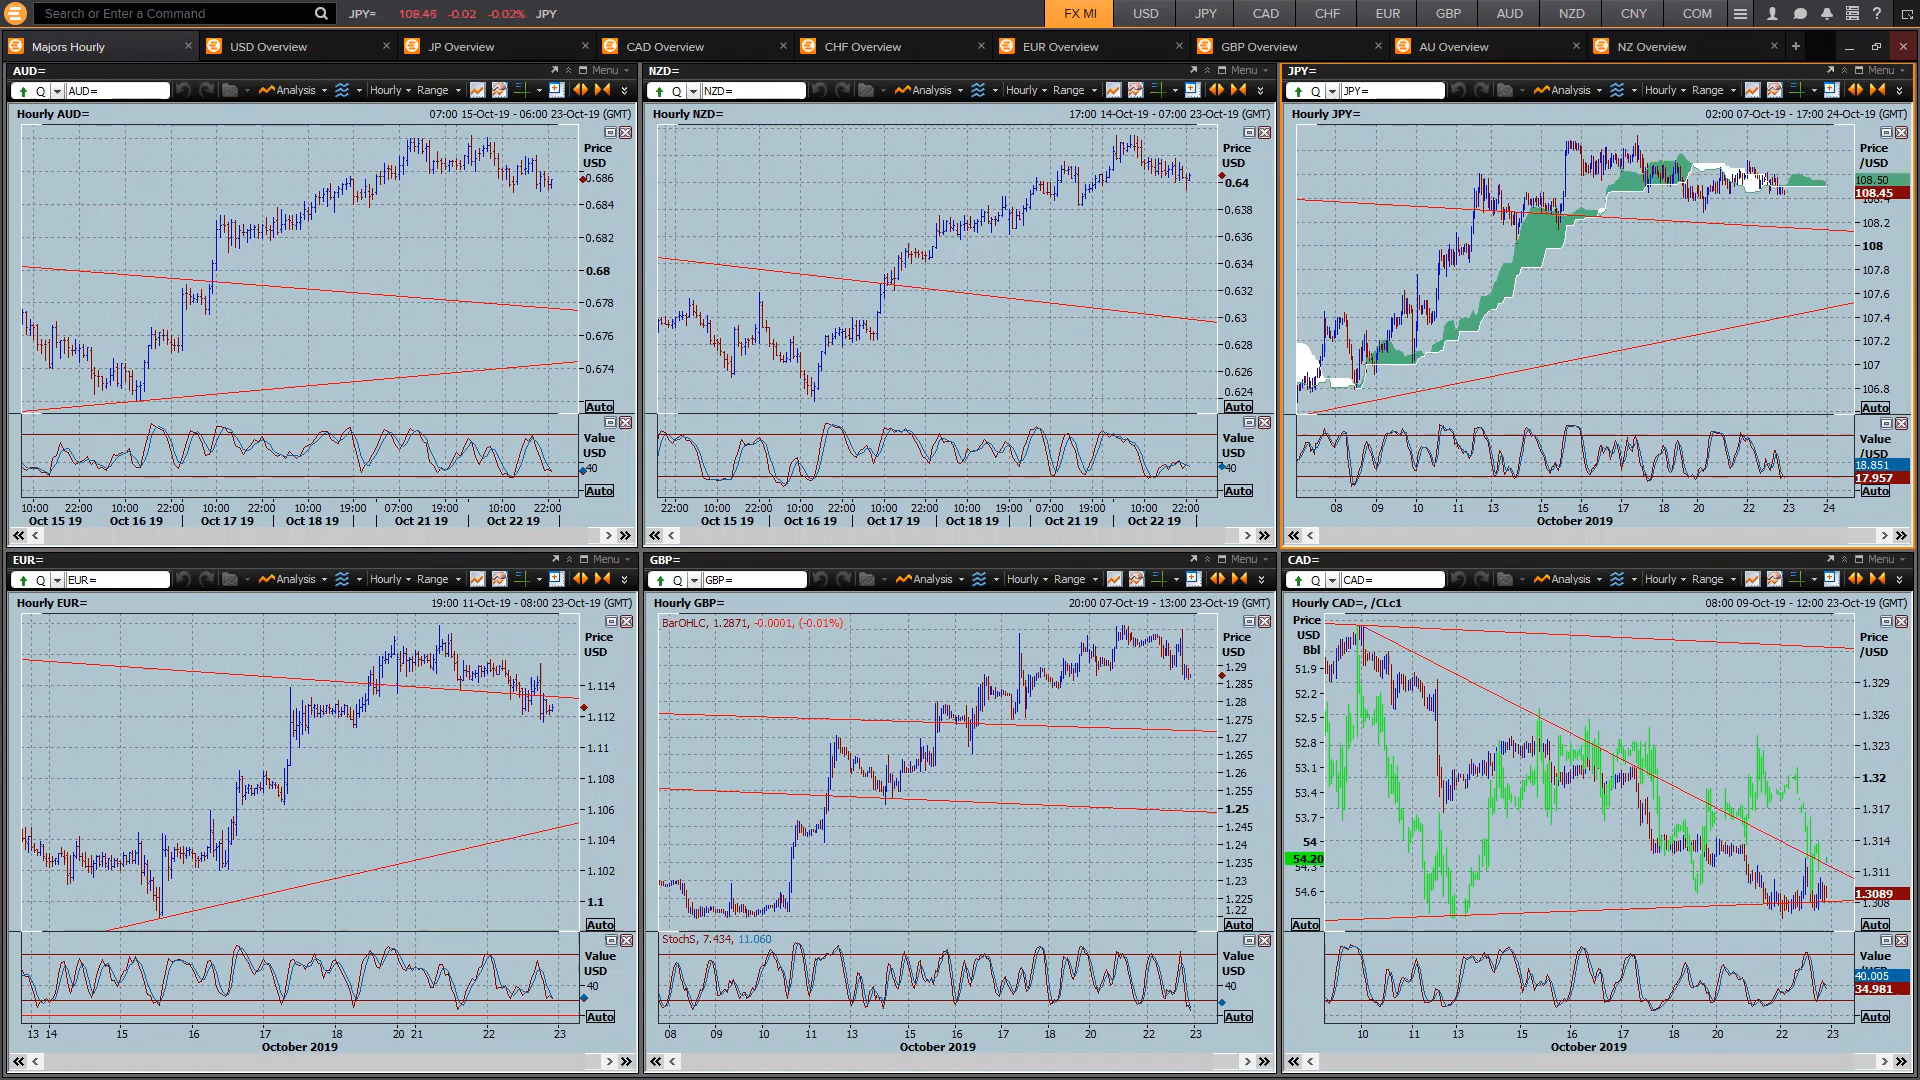 Search or Enter a Command JPY= 108.45 -0.02 -0.02% JPY FX MI USD JPY CAD CHF EUR GBP AUD NZD CNY COM
Majors Hourly USD Overview JP Overview CAD Overview CHF Overview EUR Overview GBP Overview AU Overview NZ Overview
AUD= Menu
Q AUD= Analysis Hourly Range
Hourly AUD= 07:00 15-Oct-19 - 06:00 23-Oct-19 (GMT)
Price
USD
0.686
0.684
0.682
0.68
0.678
0.676
0.674
Auto
Value
USD
40
Auto
10:00 22:00 10:00 22:00 10:00 22:00 10:00 19:00 07:00 10:00 22:00
Oct 15 19 Oct 16 19 Oct 17 19 Oct 18 19 Oct 21 19 Oct 22 19
NZD= Menu
Q NZD= Analysis Hourly Range
Hourly NZD= 17:00 14-Oct-19 - 07:00 23-Oct-19 (GMT)
Price
USD
0.64
0.638
0.636
0.634
0.632
0.63
0.628
0.626
0.624
Auto
Value
USD
40
Auto
22:00 10:00 22:00 10:00 22:00 10:00 22:00 10:00 19:00 07:00 19:00 10:00 22:00
Oct 15 19 Oct 16 19 Oct 17 19 Oct 18 19 Oct 21 19 Oct 22 19
JPY= Menu
Q JPY= Analysis Hourly Range
Hourly JPY= 02:00 07-Oct-19 - 17:00 24-Oct-19 (GMT)
Price
/USD
108.50
108.45
108.4
108.2
108
107.8
107.6
107.4
107.2
107
106.8
Auto
Value
/USD
18.851
17.957
Auto
08 09 10 11 13 15 16 17 18 20 22 23 24
October 2019
EUR= Menu
Q EUR= Analysis Hourly Range
Hourly EUR= 19:00 11-Oct-19 - 08:00 23-Oct-19 (GMT)
Price
USD
1.114
1.112
1.11
1.108
1.106
1.104
1.102
1.1
Auto
Value
USD
40
Auto
13 14 15 16 17 18 20 21 22 23
October 2019
GBP= Menu
Q GBP= Analysis Hourly Range
Hourly GBP= 20:00 07-Oct-19 - 13:00 23-Oct-19 (GMT)
BarOHLC, 1.2871, -0.0001, (-0.01%)
Price
USD
1.29
1.285
1.28
1.275
1.27
1.265
1.26
1.255
1.25
1.245
1.24
1.235
1.23
1.225
1.22
Auto
StochS, 7.434, 11.060
Value
USD
40
Auto
08 09 10 11 13 15 16 17 18 20 22 23
October 2019
CAD= Menu
Q CAD= Analysis Hourly Range
Hourly CAD=, /CLc1 08:00 09-Oct-19 - 12:00 23-Oct-19 (GMT)
Price
USD
Bbl
51.9
52.2
52.5
52.8
53.1
53.4
53.7
54
54.20
54.3
54.6
Auto
Price
/USD
1.329
1.326
1.323
1.32
1.317
1.314
1.311
1.3089
1.308
Auto
Value
/USD
40.005
34.981
Auto
10 11 13 15 16 17 18 20 22 23
October 2019